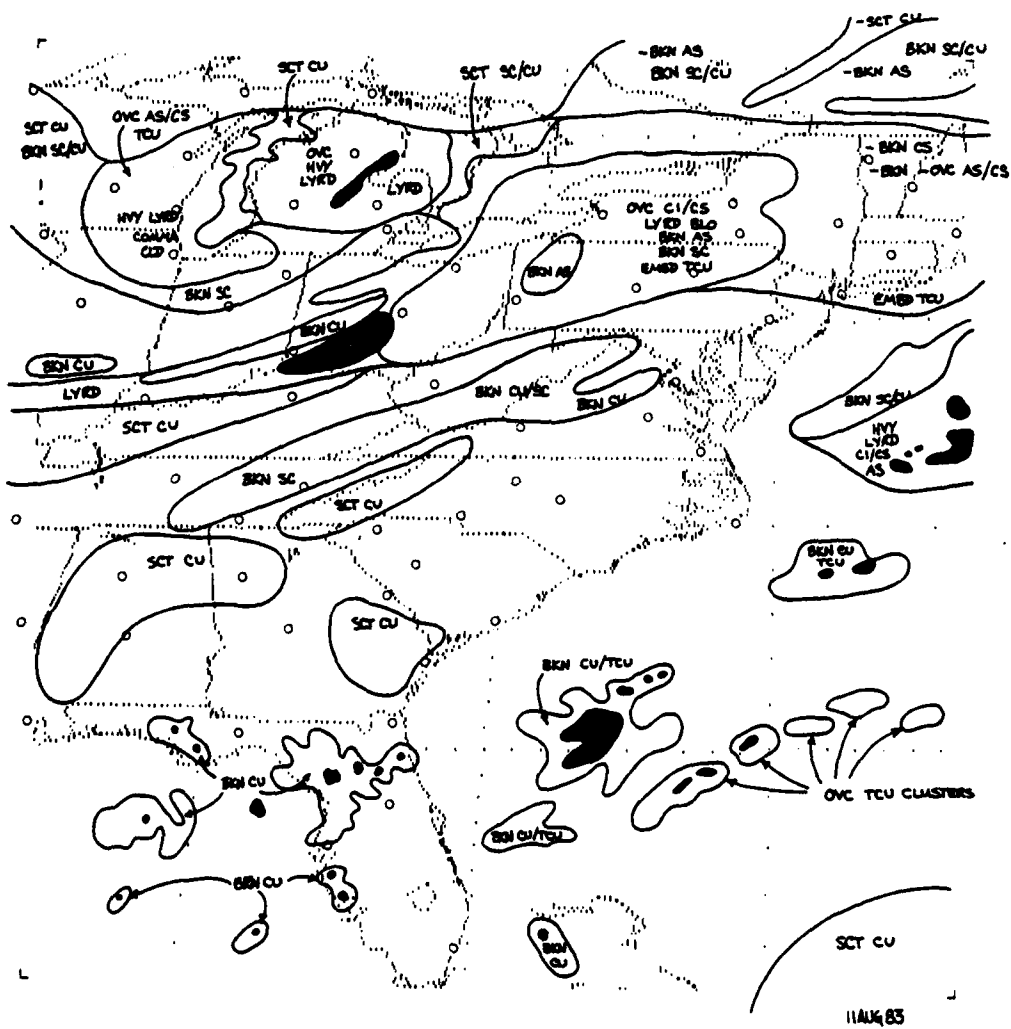 -SCT CU
-BKN AS
BKN SC/CU
BKN SC/CU
SCT CU
SCT SC/CU
-BKN AS
OVC AS/CS
TCU
SCT CU
BKN SC/CU
-BKN CS
-BKN -OVC AS/CS
OVC
HVY
LYRD
LYRD
HVY LYRD
COMMA
CLD
OVC CI/CS
LYRD BLO
BKN AS
BKN SC
EMBD TCU
BKN AS
BKN SC
EMBD TCU
BKN CU
BKN CU
LYRD
BKN CU/SC
BKN CU
BKN SC/CU
SCT CU
HVY
LYRD
CI/CS
AS
BKN SC
SCT CU
BKN CU
TCU
SCT CU
SCT CU
BKN CU/TCU
BKN CU
OVC TCU CLUSTERS
BKN CU/TCU
BKN CU
BKN
CU
SCT CU
11AUG83